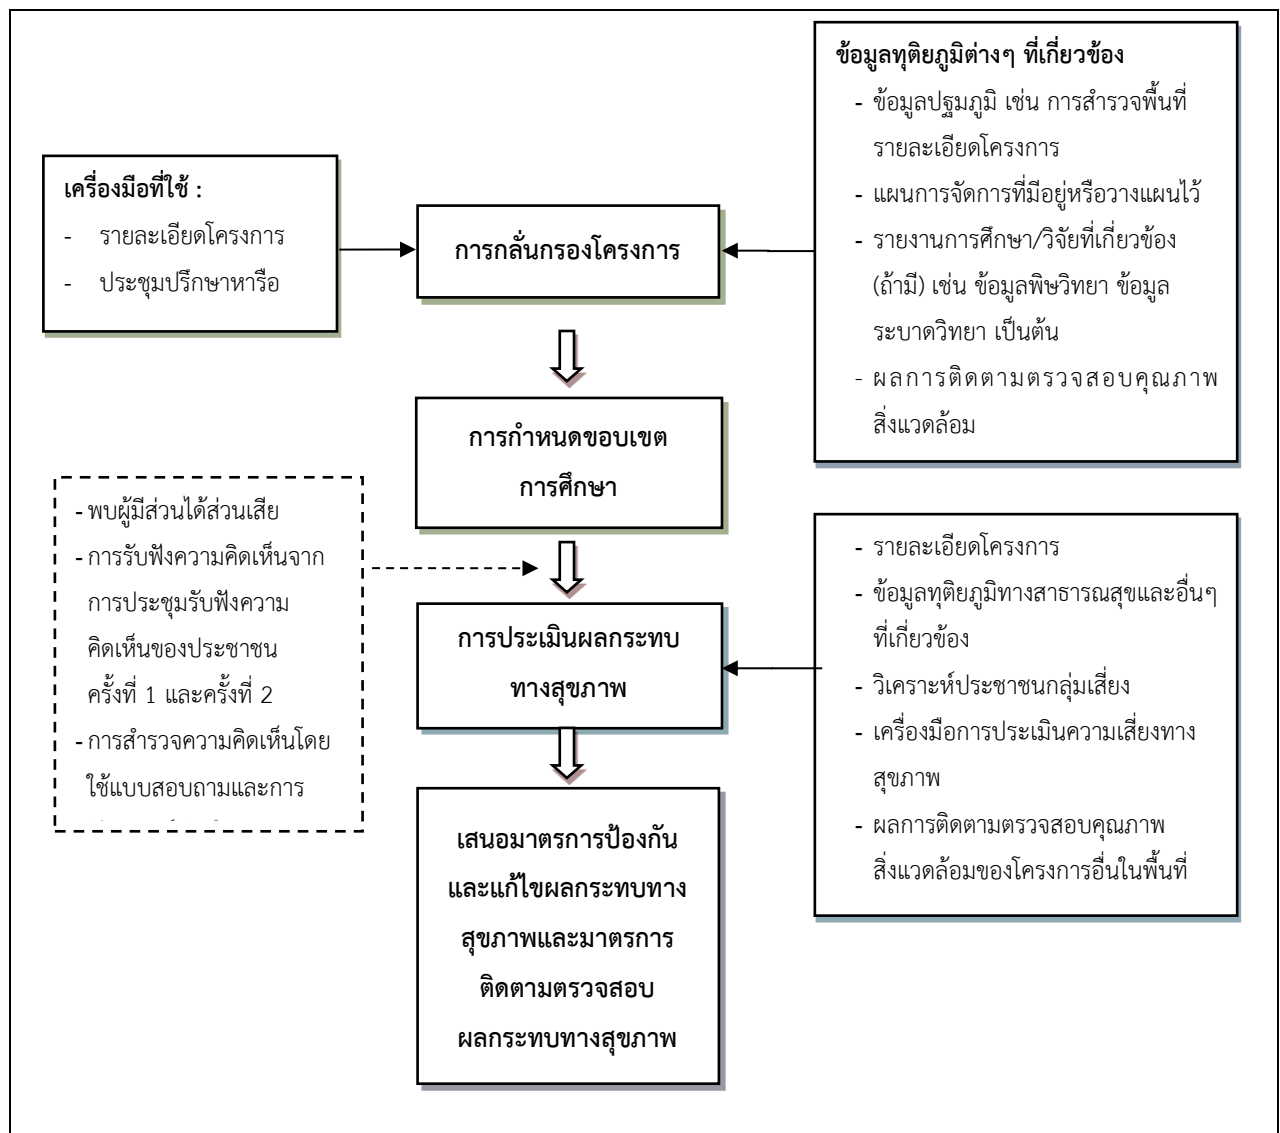 ข้อมูลทุติยภูมิต่างๆ ที่เกี่ยวข้อง
- ข้อมูลปฐมภูมิ เช่น การสำรวจพื้นที่
รายละเอียดโครงการ
- แผนการจัดการที่มีอยู่หรือวางแผนไว้
- รายงานการศึกษา/วิจัยที่เกี่ยวข้อง
(ถ้ามี) เช่น ข้อมูลพิษวิทยา ข้อมูล
ระบาดวิทยา เป็นต้น
- ผลการติดตามตรวจสอบคุณภาพ
สิ่งแวดล้อม
เครื่องมือที่ใช้ :
- รายละเอียดโครงการ
- ประชุมปรึกษาหารือ
การกลั่นกรองโครงการ
การกำหนดขอบเขต
การศึกษา
- พบผู้มีส่วนได้ส่วนเสีย
- การรับฟังความคิดเห็นจาก
การประชุมรับฟังความ
คิดเห็นของประชาชน
ครั้งที่ 1 และครั้งที่ 2
- การสำรวจความคิดเห็นโดย
ใช้แบบสอบถามและการ
การประเมินผลกระทบ
ทางสุขภาพ
- รายละเอียดโครงการ
- ข้อมูลทุติยภูมิทางสาธารณสุขและอื่นๆ
ที่เกี่ยวข้อง
- วิเคราะห์ประชาชนกลุ่มเสี่ยง
- เครื่องมือการประเมินความเสี่ยงทาง
สุขภาพ
- ผลการติดตามตรวจสอบคุณภาพ
สิ่งแวดล้อมของโครงการอื่นในพื้นที่
เสนอมาตรการป้องกัน
และแก้ไขผลกระทบทาง
สุขภาพและมาตรการ
ติดตามตรวจสอบ
ผลกระทบทางสุขภาพ